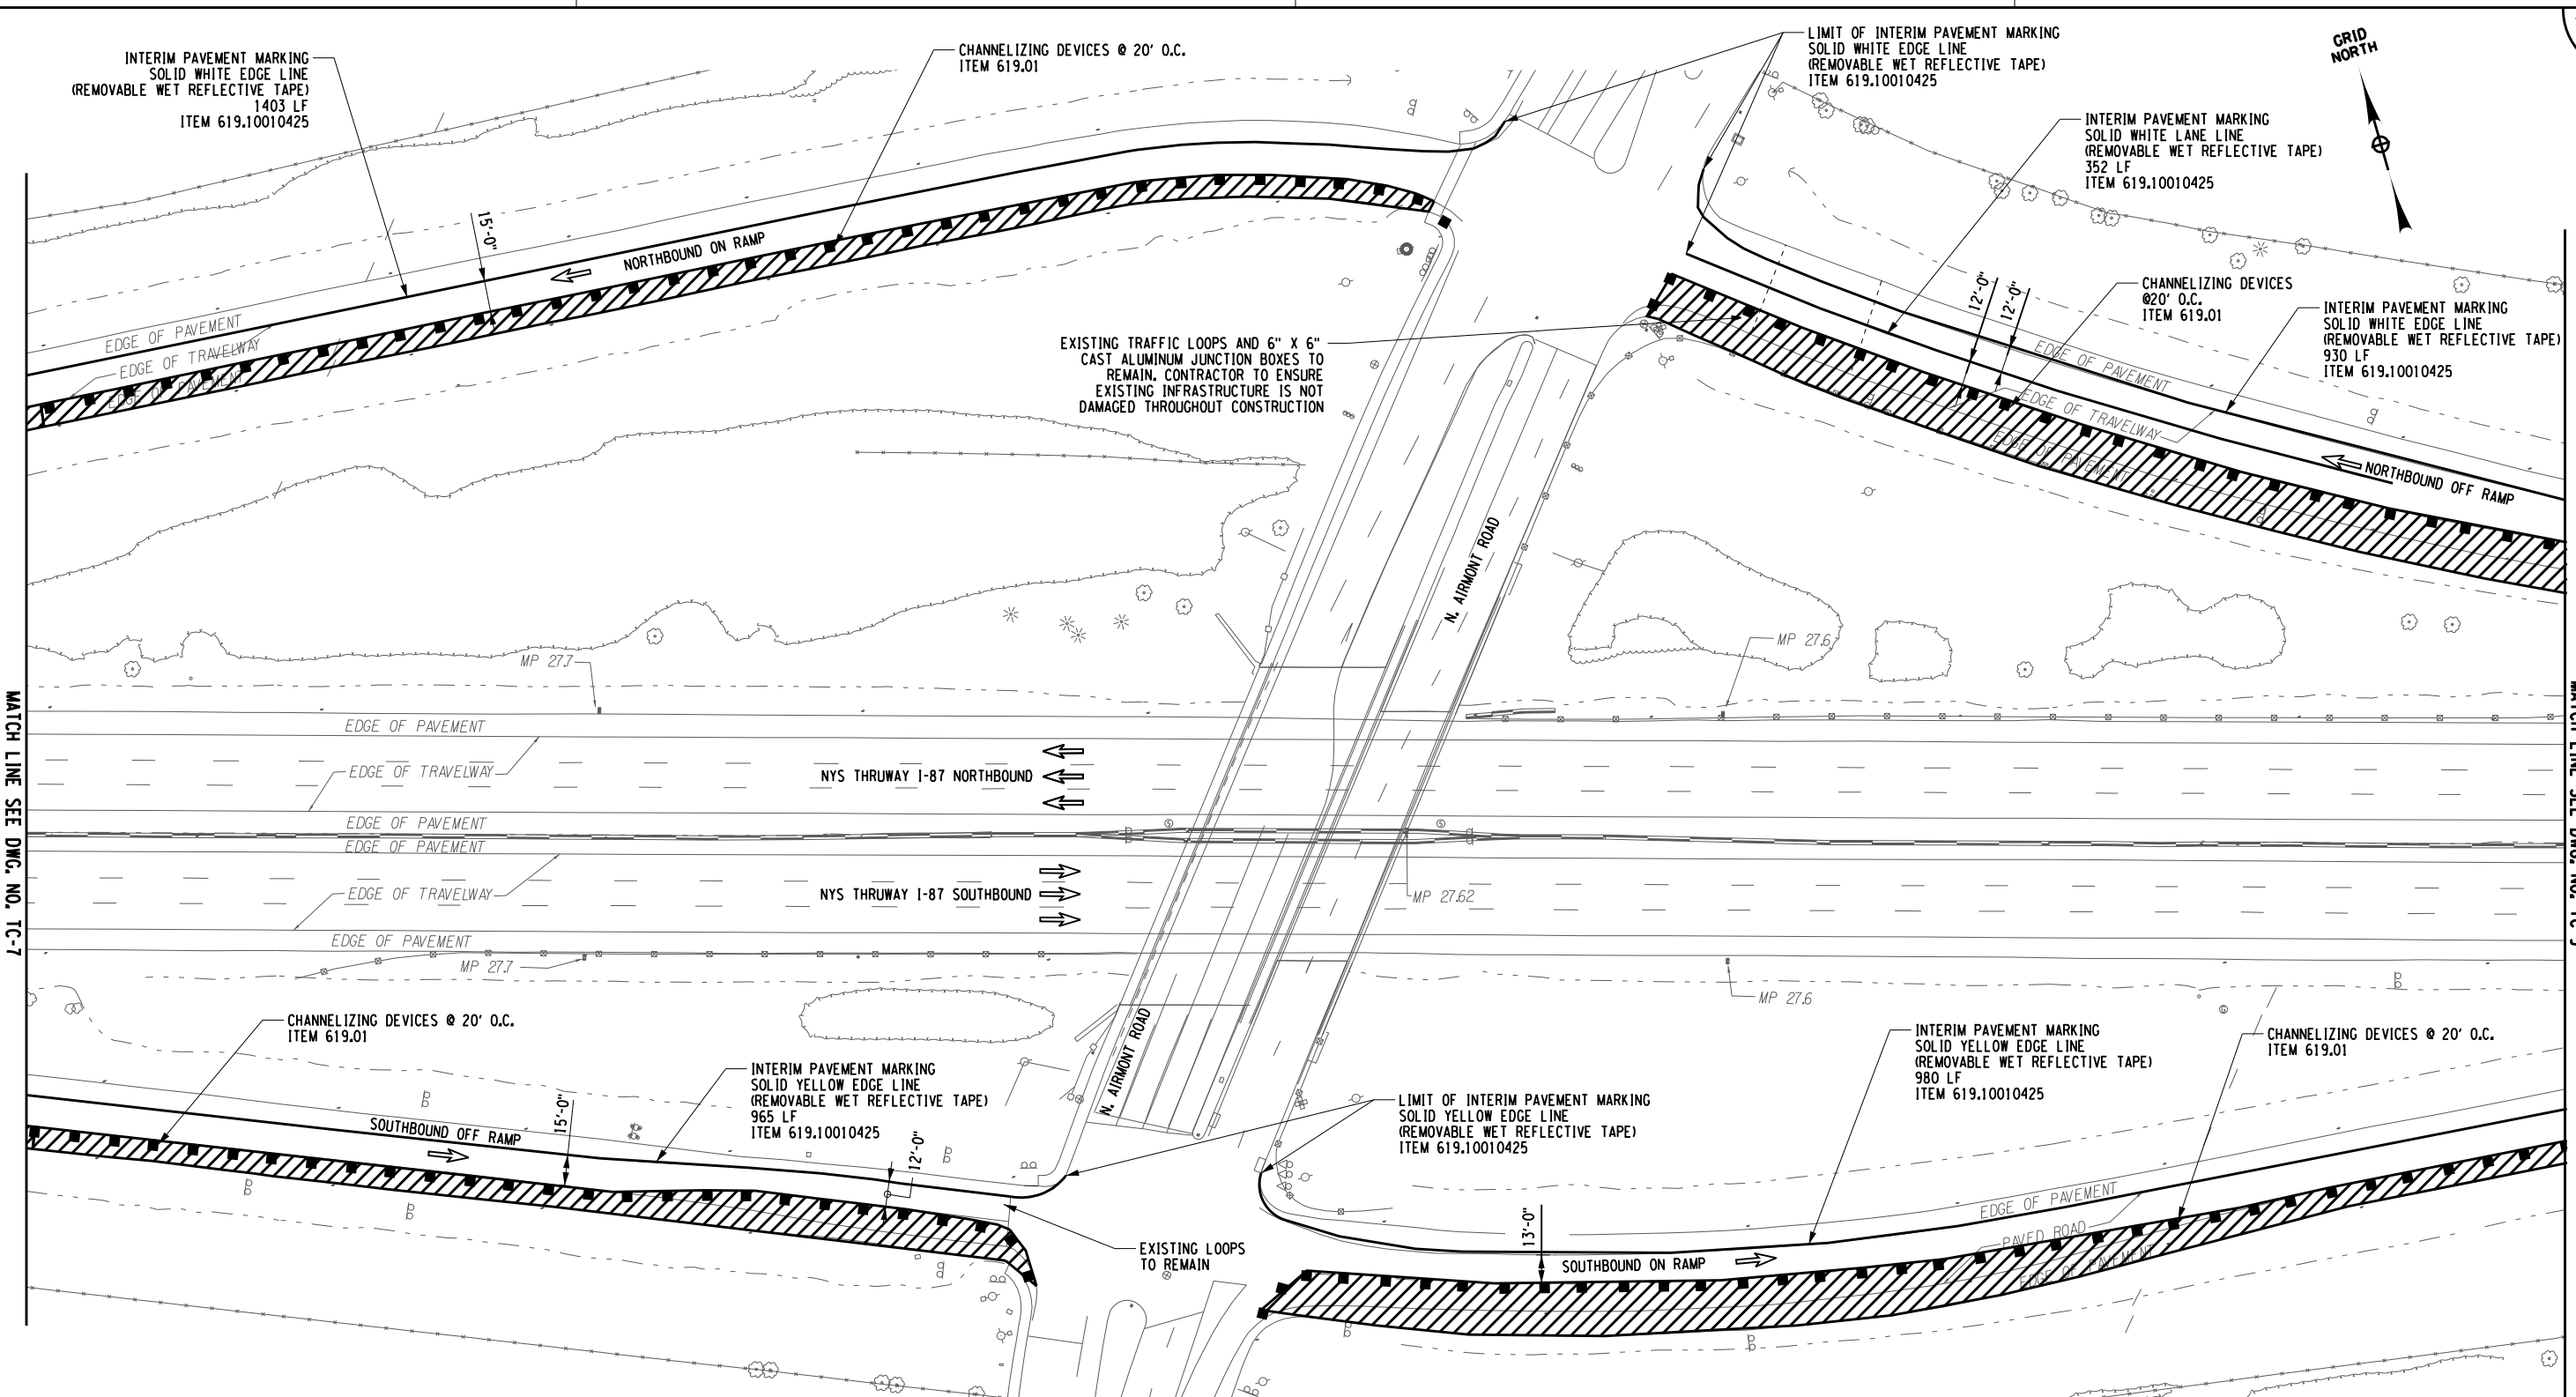 INTERIM PAVEMENT MARKING
SOLID WHITE EDGE LINE
(REMOVABLE WET REFLECTIVE TAPE)
1403 LF
ITEM 619.10010425
CHANNELIZING DEVICES @ 20' O.C.
ITEM 619.01
LIMIT OF INTERIM PAVEMENT MARKING
SOLID WHITE EDGE LINE
(REMOVABLE WET REFLECTIVE TAPE)
ITEM 619.10010425
GRID
NORTH
INTERIM PAVEMENT MARKING
SOLID WHITE LANE LINE
(REMOVABLE WET REFLECTIVE TAPE)
352 LF
ITEM 619.10010425
15'-0"
NORTHBOUND ON RAMP
12'-0"
12'-0"
CHANNELIZING DEVICES
@20' O.C.
ITEM 619.01
INTERIM PAVEMENT MARKING
SOLID WHITE EDGE LINE
(REMOVABLE WET REFLECTIVE TAPE)
930 LF
ITEM 619.10010425
EDGE OF PAVEMENT
EDGE OF TRAVELWAY
EDGE OF PAVEMENT
EXISTING TRAFFIC LOOPS AND 6" X 6"
CAST ALUMINUM JUNCTION BOXES TO
REMAIN. CONTRACTOR TO ENSURE
EXISTING INFRASTRUCTURE IS NOT
DAMAGED THROUGHOUT CONSTRUCTION
EDGE OF PAVEMENT
EDGE OF TRAVELWAY
EDGE OF PAVEMENT
NORTHBOUND OFF RAMP
N. AIRMONT ROAD
MP 27.7
MP 27.6
MATCH LINE SEE DWG. NO. TC-7
EDGE OF PAVEMENT
EDGE OF TRAVELWAY
NYS THRUWAY I-87 NORTHBOUND
EDGE OF PAVEMENT
EDGE OF PAVEMENT
S
S
EDGE OF TRAVELWAY
NYS THRUWAY I-87 SOUTHBOUND
MP 27.62
EDGE OF PAVEMENT
MP 27.7
MP 27.6
G
CHANNELIZING DEVICES @ 20' O.C.
ITEM 619.01
INTERIM PAVEMENT MARKING
SOLID YELLOW EDGE LINE
(REMOVABLE WET REFLECTIVE TAPE)
965 LF
ITEM 619.10010425
N. AIRMONT ROAD
LIMIT OF INTERIM PAVEMENT MARKING
SOLID YELLOW EDGE LINE
(REMOVABLE WET REFLECTIVE TAPE)
ITEM 619.10010425
INTERIM PAVEMENT MARKING
SOLID YELLOW EDGE LINE
(REMOVABLE WET REFLECTIVE TAPE)
980 LF
ITEM 619.10010425
CHANNELIZING DEVICES @ 20' O.C.
ITEM 619.01
SOUTHBOUND OFF RAMP
15'-0"
12'-0"
EXISTING LOOPS
TO REMAIN
13'-0"
SOUTHBOUND ON RAMP
EDGE OF PAVEMENT
PAVED ROAD
EDGE OF PAVEMENT